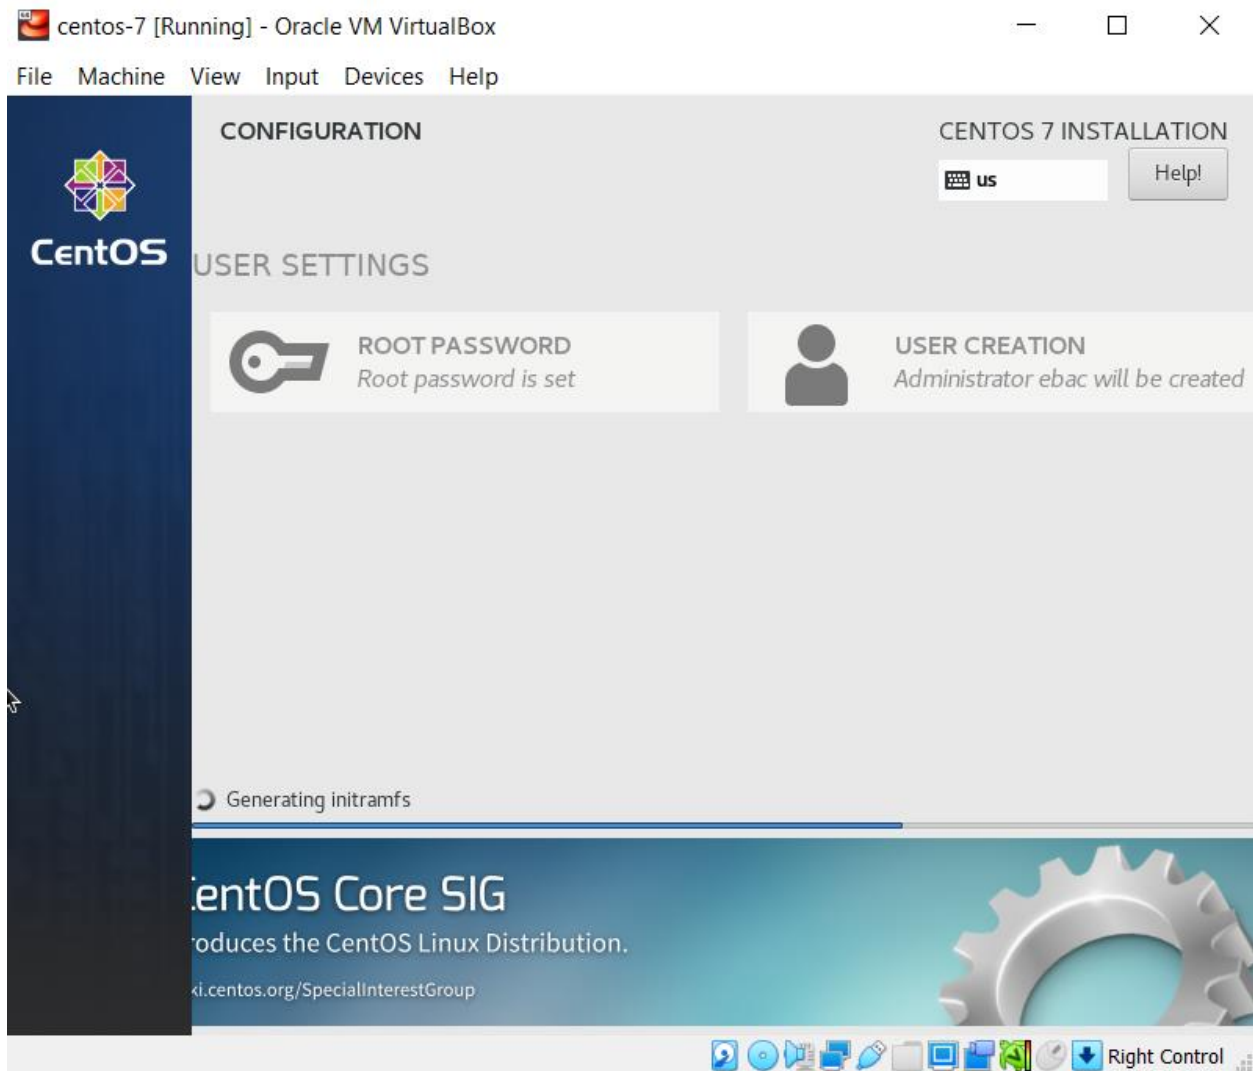 centos-7 [Running] - Oracle VM VirtualBox
File Machine View Input Devices Help
CONFIGURATION
CENTOS 7 INSTALLATION
us
Help!
CentOS
USER SETTINGS
ROOT PASSWORD
Root password is set
USER CREATION
Administrator ebac will be created
Generating initramfs
entOS Core SIG
roduces the CentOS Linux Distribution.
ki.centos.org/SpecialInterestGroup
Right Control